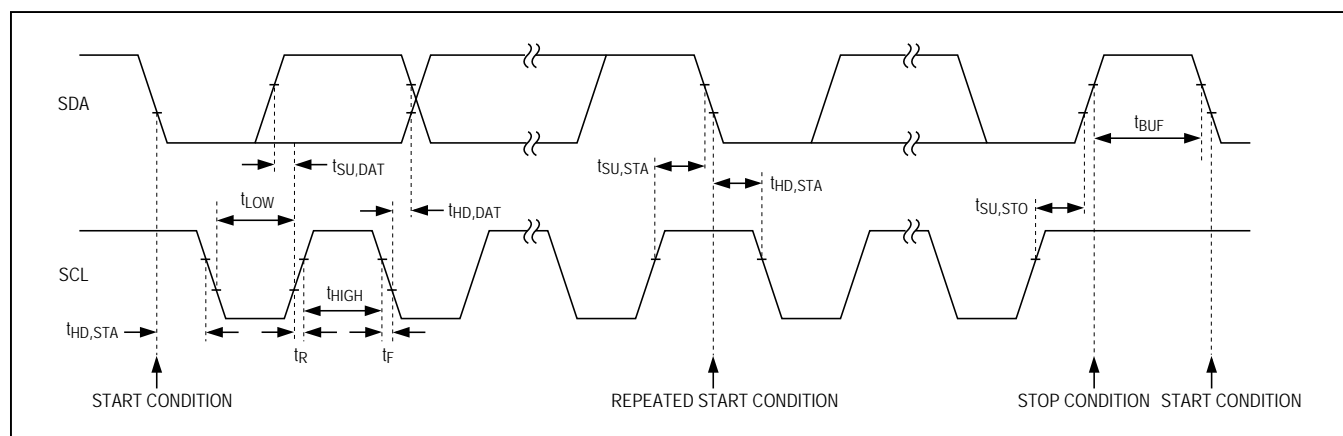 SDA
tSU,DAT
tBUF
tSU,STA
tHD,STA
tLOW
tHD,DAT
tSU,STO
SCL
tHIGH
tHD,STA
tR
tF
START CONDITION
REPEATED START CONDITION
STOP CONDITION
START CONDITION